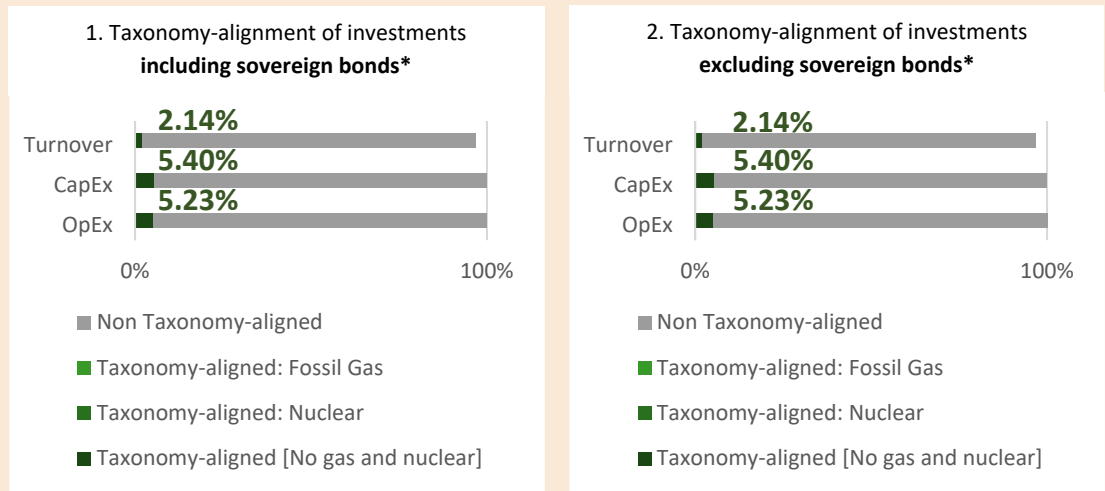 1. Taxonomy-alignment of investments
including sovereign bonds*
2.14%
Turnover
5.40%
CapEx
5.23%
OpEx
0%
100%
Non Taxonomy-aligned
Taxonomy-aligned: Fossil Gas
Taxonomy-aligned: Nuclear
Taxonomy-aligned [No gas and nuclear]
2. Taxonomy-alignment of investments
excluding sovereign bonds*
2.14%
Turnover
5.40%
CapEx
5.23%
OpEx
0%
100%
Non Taxonomy-aligned
Taxonomy-aligned: Fossil Gas
Taxonomy-aligned: Nuclear
Taxonomy-aligned [No gas and nuclear]